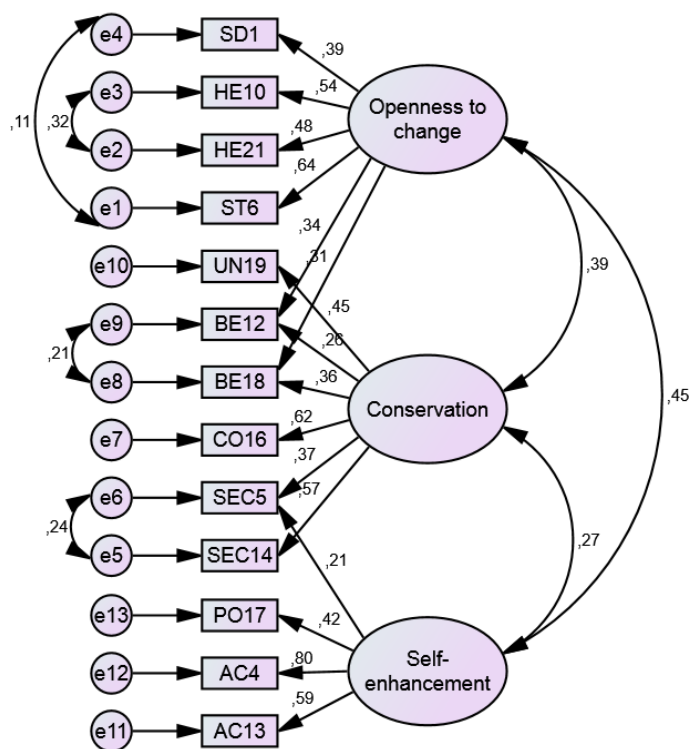 e4
SD1
,39
e3
HE10
,54
Openness to
change
,11
,32
,48
e2
HE21
,64
e1
ST6
,34
,31
e10
UN19
,39
,45
e9
BE12
,26
,21
,36
e8
BE18
Conservation
,45
,62
e7
CO16
,37
e6
SEC5
,57
,24
,27
e5
SEC14
,21
e13
PO17
,42
Self-
enhancement
e12
AC4
,80
,59
e11
AC13